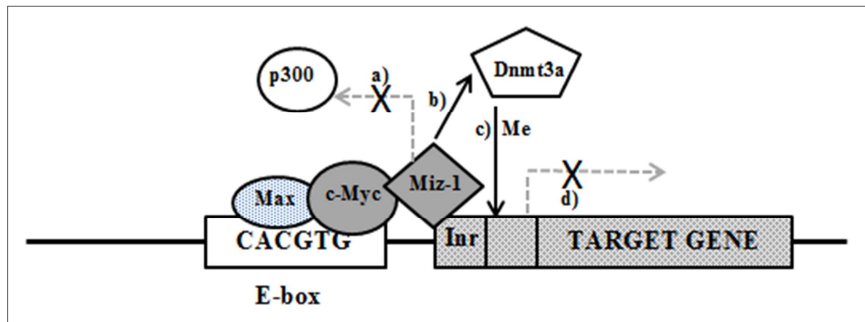 p300
a)
X
b)
Dnmt3a
c) Me
Max
c-Myc
Miz-1
X
d)
CACGTG
Inr
TARGET GENE
E-box